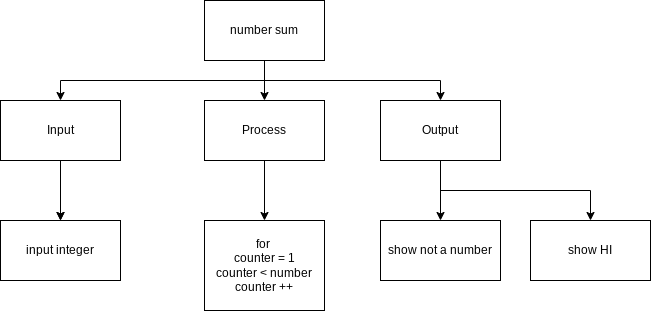 number sum
Input
Process
Output
input integer
for
counter = 1
counter < number
counter ++
show not a number
show HI